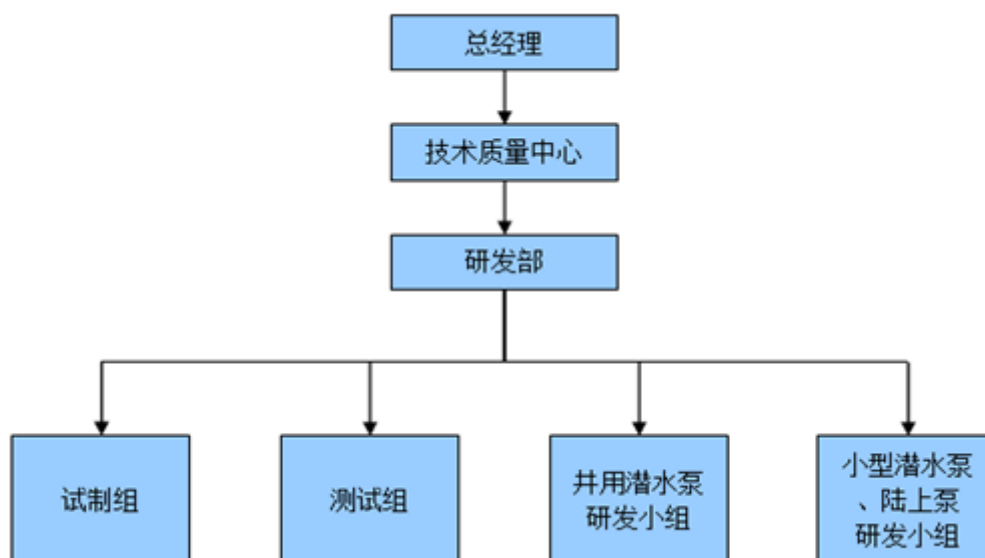 总经理
技术质量中心
研发部
试制组
测试组
井用潜水泵
研发小组
小型潜水泵
、陆上泵
研发小组